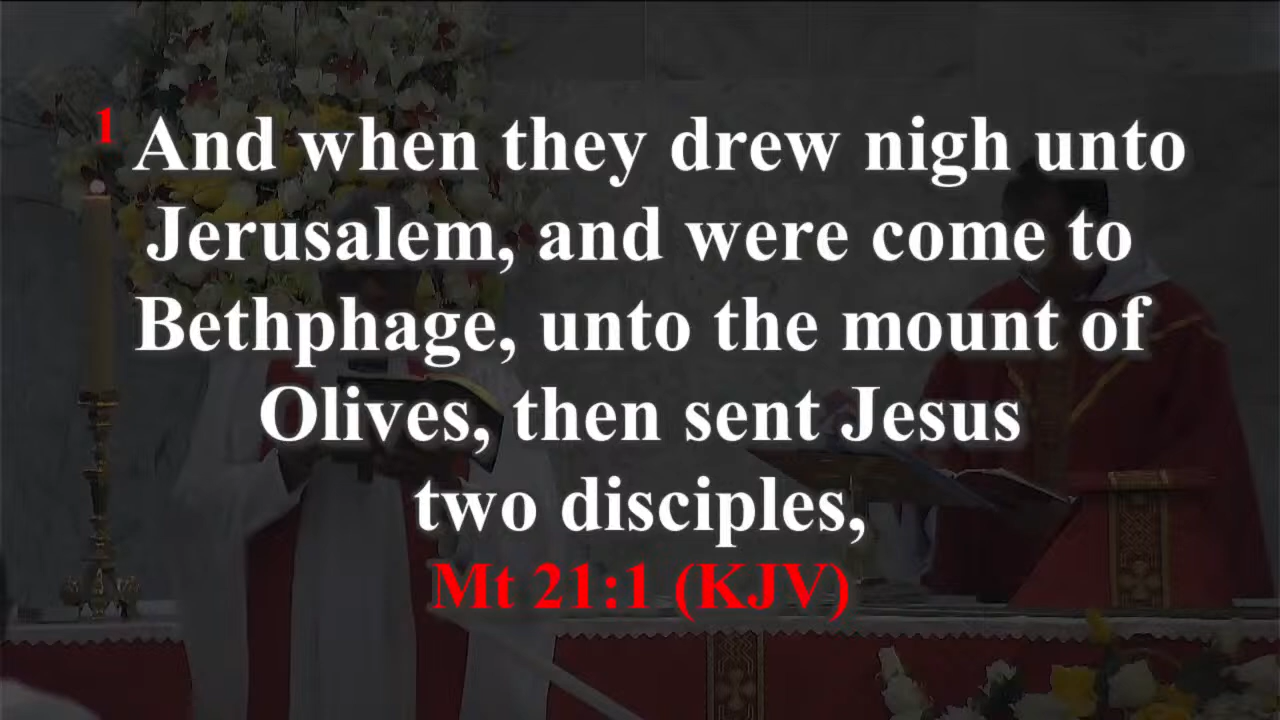 1 And when they drew nigh unto
Jerusalem, and were come to
Bethphage, unto the mount of
Olives, then sent Jesus
two disciples,
Mt 21:1 (KJV)